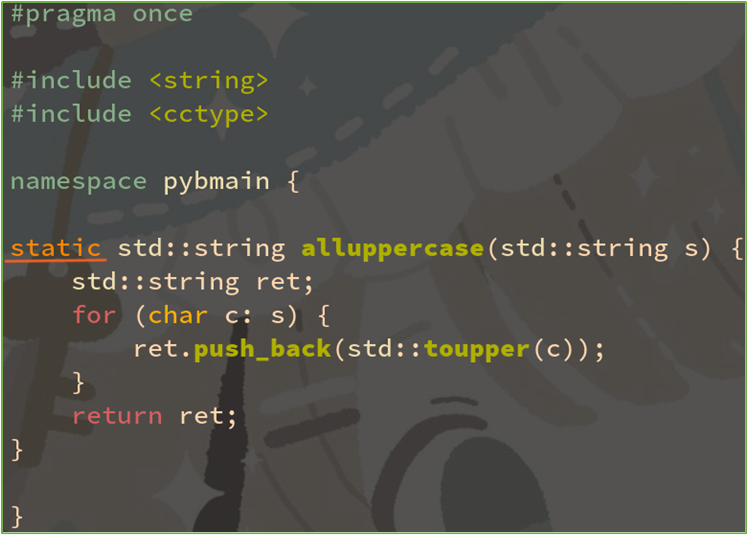 #pragma once
#include <string>
#include <cctype>
namespace pybmain {
static std::string alluppercase(std::string s) {
    std::string ret;
    for (char c: s) {
        ret.push_back(std::toupper(c));
    }
    return ret;
}
}